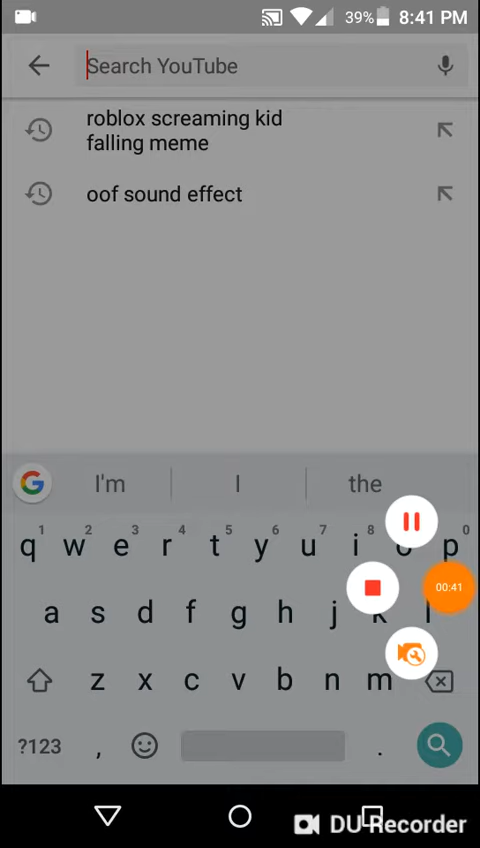 39% 8:41 PM
Search YouTube
roblox screaming kid
falling meme
oof sound effect
G I'm I the
1 2 3 4 5 6 7 8 0
q w e r t y u i o p
00:41
a s d f g h j k l
z x c v b n m
?123 , .
DU Recorder